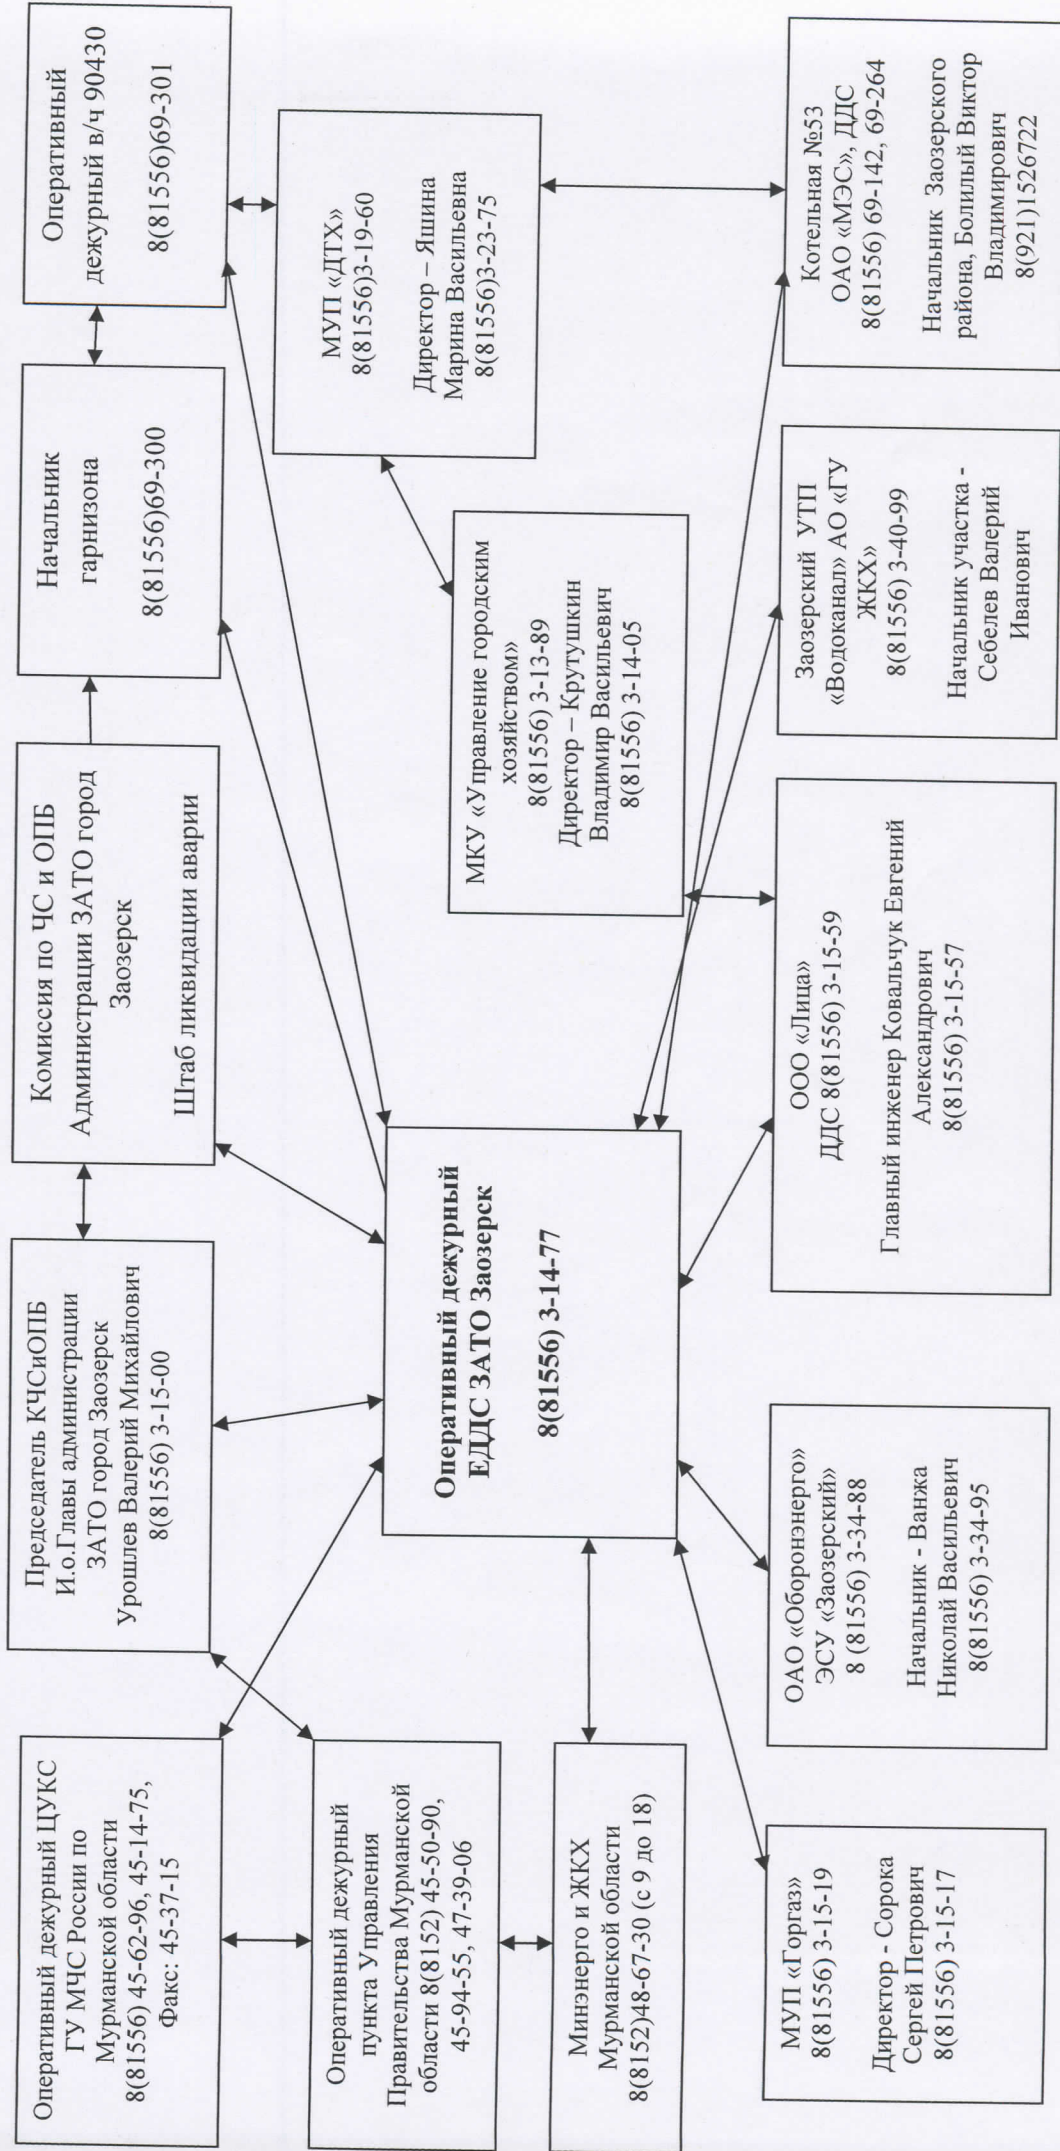 Оперативный дежурный ЦУКС
ГУ МЧС России по
Мурманской области
8(81556) 45-62-96, 45-14-75,
Факс: 45-37-15
Председатель КЧСиОПБ
И.о.Главы администрации
ЗАТО город Заозерск
Урошлев Валерий Михайлович
8(81556) 3-15-00
Комиссия по ЧС и ОПБ
Администрации ЗАТО город
Заозерск
Штаб ликвидации аварии
Начальник
гарнизона
8(81556)69-300
Оперативный
дежурный в/ч 90430
8(81556)69-301
Оперативный дежурный
пункта Управления
Правительства Мурманской
области 8(8152) 45-50-90,
45-94-55, 47-39-06
МУП «ДТХ»
8(81556)3-19-60
Директор – Яшина
Марина Васильевна
8(81556)3-23-75
Оперативный дежурный
ЕДДС ЗАТО Заозерск
8(81556) 3-14-77
МКУ «Управление городским
хозяйством»
8(81556) 3-13-89
Директор – Крутушкин
Владимир Васильевич
8(81556) 3-14-05
Минэнерго и ЖКХ
Мурманской области
8(8152)48-67-30 (с 9 до 18)
МУП «Горгаз»
8(81556) 3-15-19
Директор - Сорока
Сергей Петрович
8(81556) 3-15-17
ОАО «Оборонэнерго»
ЭСУ «Заозерский»
8 (81556) 3-34-88
Начальник - Ванжа
Николай Васильевич
8(81556) 3-34-95
ООО «Лица»
ДДС 8(81556) 3-15-59
Главный инженер Ковальчук Евгений
Александрович
8(81556) 3-15-57
Заозерский УТП
«Водоканал» АО «ГУ
ЖКХ»
8(81556) 3-40-99
Начальник участка -
Себелев Валерий
Иванович
Котельная №53
ОАО «МЭС», ДДС
8(81556) 69-142, 69-264
Начальник Заозерского
района, Болилый Виктор
Владимирович
8(921)1526722